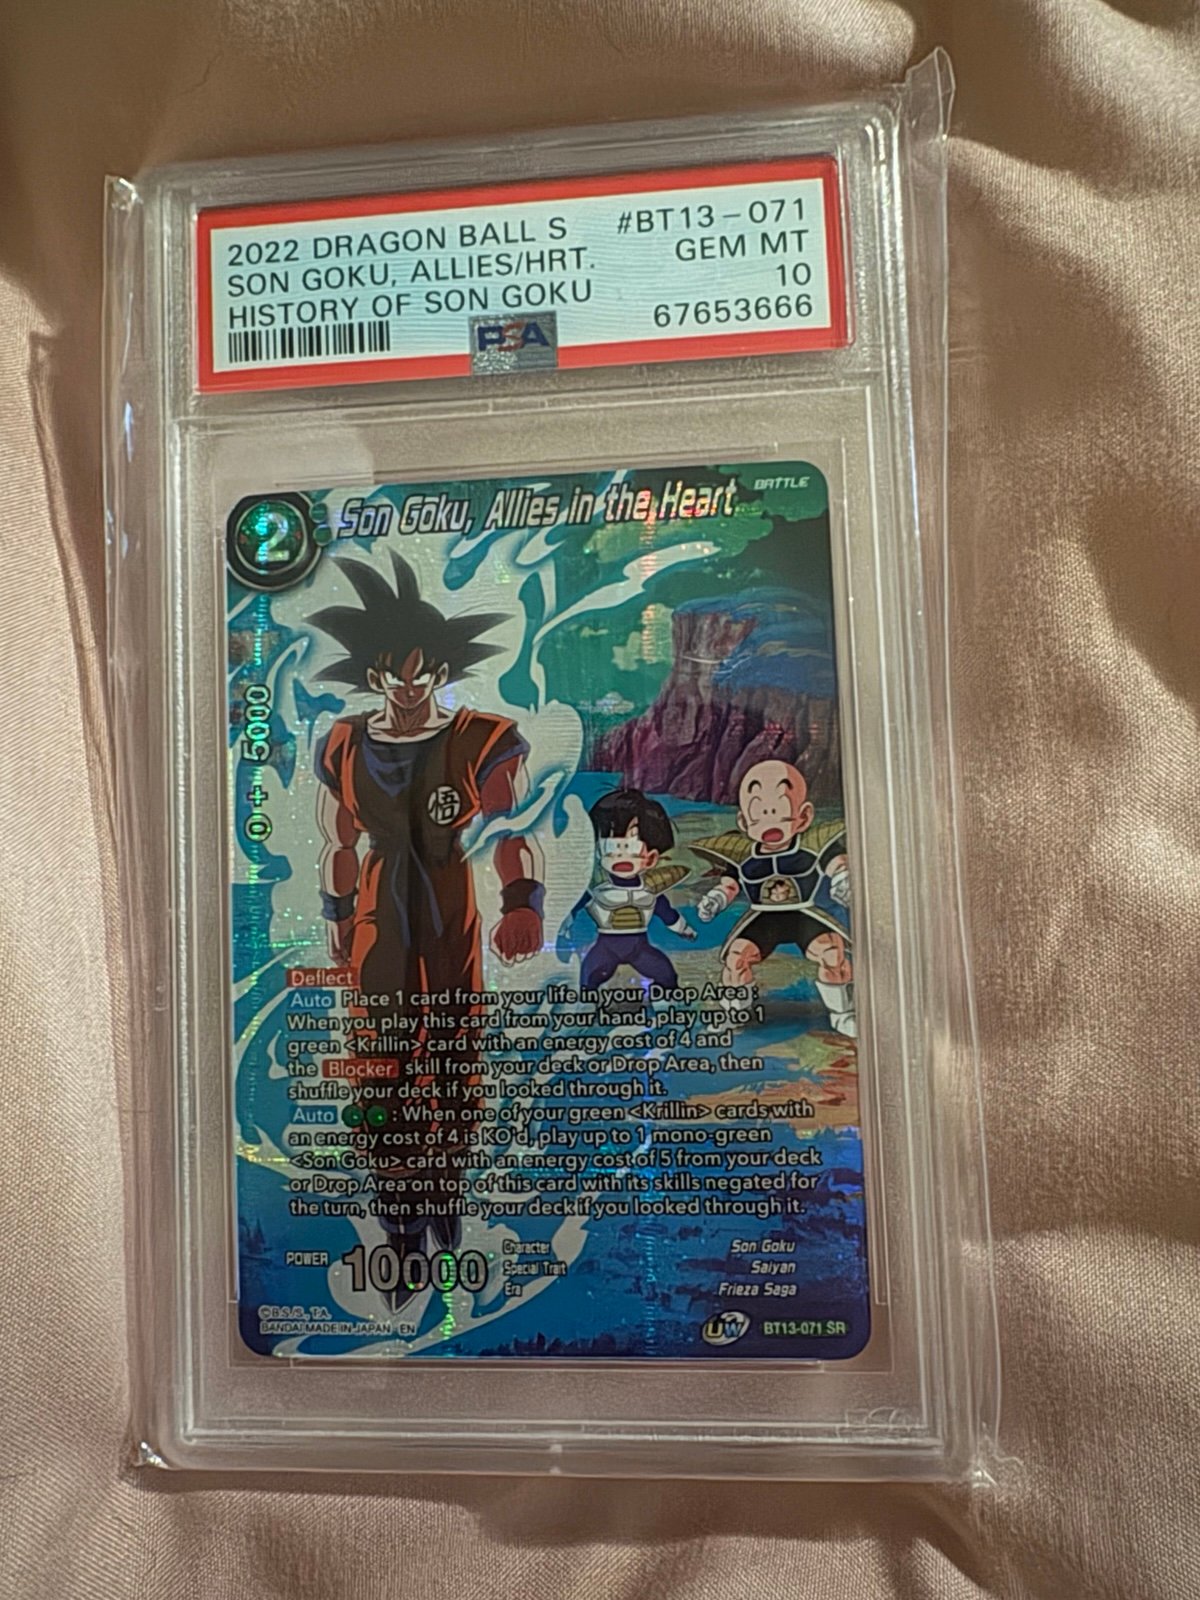 2022 DRAGON BALL S #BT13-071
SON GOKU, ALLIES/HRT. GEM MT
HISTORY OF SON GOKU 10
67653666
PSA
2 Son Goku, Allies in the Heart BATTLE
0+ 5000
悟
Deflect
Auto Place 1 card from your life in your Drop Area :
When you play this card from your hand, play up to 1
green <Krillin> card with an energy cost of 4 and
the Blocker skill from your deck or Drop Area, then
shuffle your deck if you looked through it.
Auto : When one of your green <Krillin> cards with
an energy cost of 4 is KO'd, play up to 1 mono-green
<Son Goku> card with an energy cost of 5 from your deck
or Drop Area on top of this card with its skills negated for
the turn, then shuffle your deck if you looked through it.
POWER 10000
Character Son Goku
Special Trait Saiyan
Era Frieza Saga
©B.S./S., T.A.
BANDAI MADE IN JAPAN EN
UW BT13-071 SR